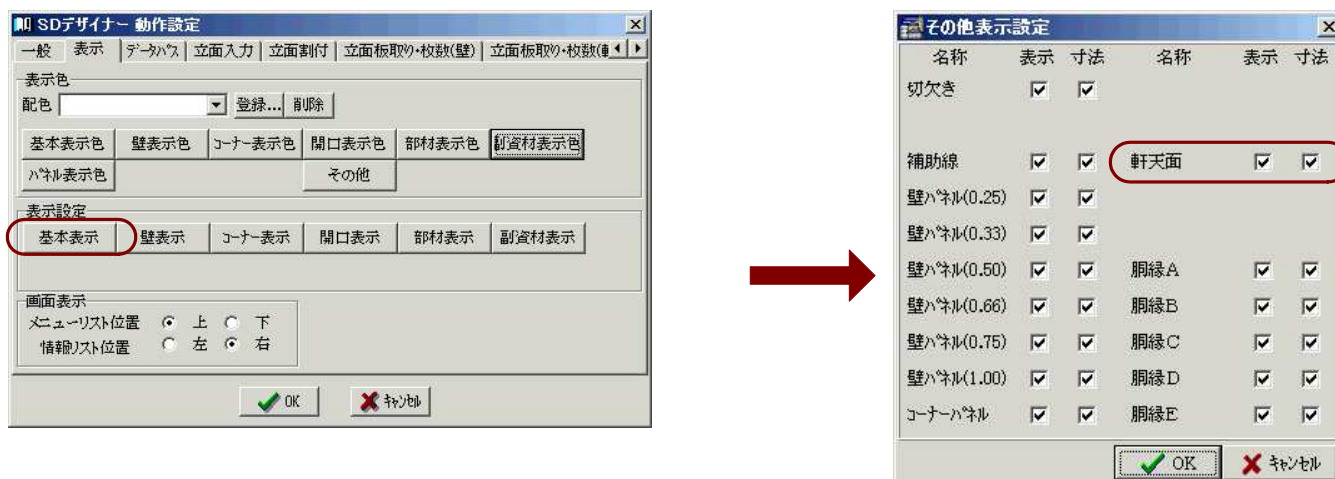 SDデザイナー 動作設定
一般 表示 データパス 立面入力 立面割付 立面板取り・枚数(壁)
表示色
配色 登録... 削除
基本表示色 壁表示色 コーナー表示色 開口表示色 部材表示色 副資材表示色
パネル表示色 その他
表示設定
基本表示 壁表示 コーナー表示 開口表示 部材表示 副資材表示
画面表示
メニューリスト位置 上 下
情報リスト位置 左 右
OK キャンセル
その他表示設定
名称 表示 寸法 名称 表示 寸法
切欠き
補助線 軒天面
壁パネル(0.25)
壁パネル(0.33)
壁パネル(0.50) 胴縁A
壁パネル(0.66) 胴縁B
壁パネル(0.75) 胴縁C
壁パネル(1.00) 胴縁D
コーナーパネル 胴縁E
OK キャンセル